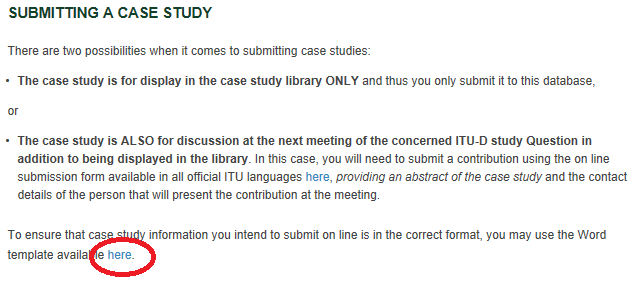 SUBMITTING A CASE STUDY
There are two possibilities when it comes to submitting case studies:
• The case study is for display in the case study library ONLY and thus you only submit it to this database,
or
• The case study is ALSO for discussion at the next meeting of the concerned ITU-D study Question in
addition to being displayed in the library. In this case, you will need to submit a contribution using the on line
submission form available in all official ITU languages here, providing an abstract of the case study and the contact
details of the person that will present the contribution at the meeting.
To ensure that case study information you intend to submit on line is in the correct format, you may use the Word
template available here.